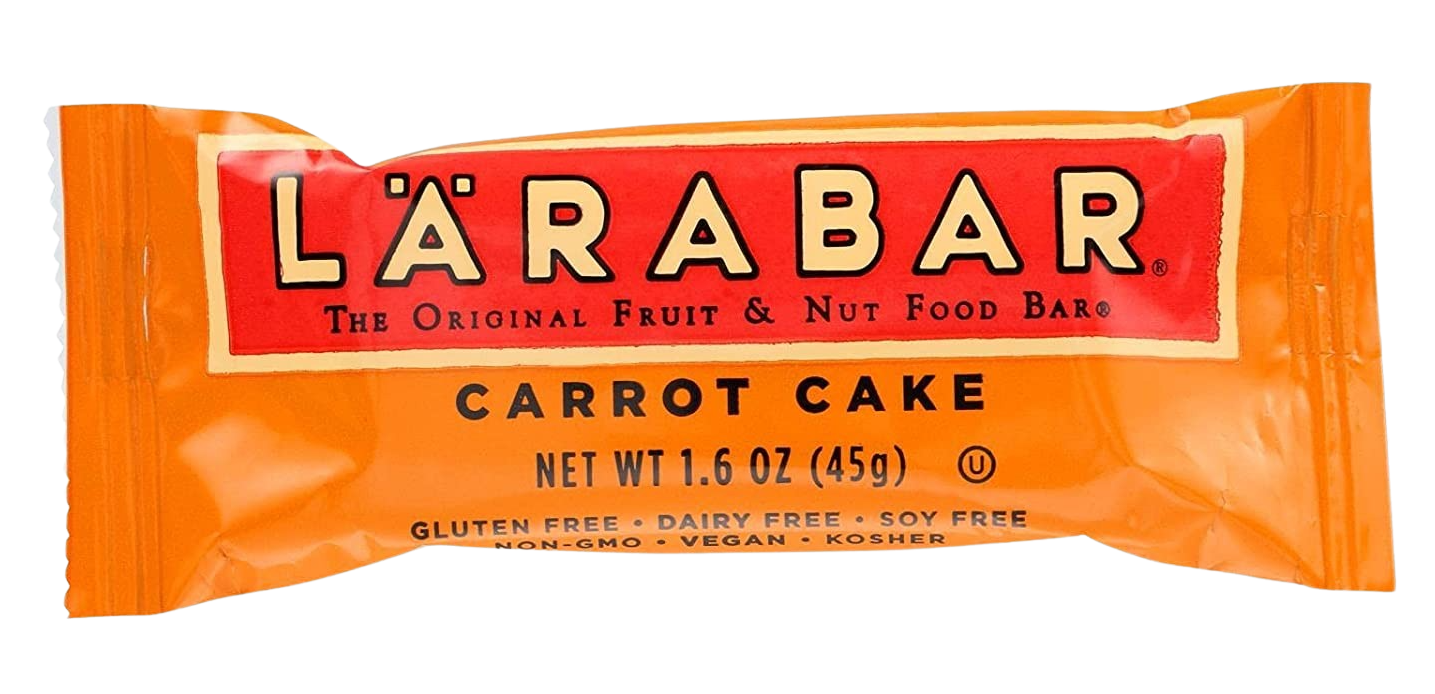 LÄRABAR®
The Original Fruit & Nut Food Bar®
CARROT CAKE
NET WT 1.6 OZ (45g) Ⓤ
GLUTEN FREE • DAIRY FREE • SOY FREE
NON-GMO • VEGAN • KOSHER